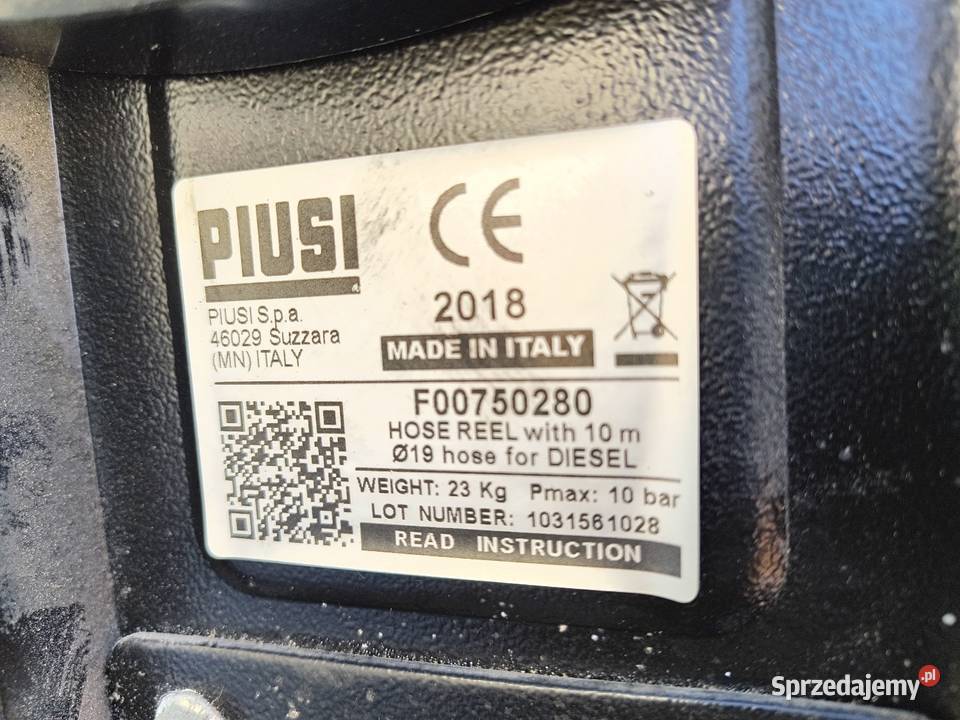 PIUSI
CE
2018
PIUSI S.p.a.
46029 Suzzara
(MN) ITALY
MADE IN ITALY
F00750280
HOSE REEL with 10 m
Ø19 hose for DIESEL
WEIGHT: 23 Kg Pmax: 10 bar
LOT NUMBER: 1031561028
READ INSTRUCTION
Sprzedajemy.pl